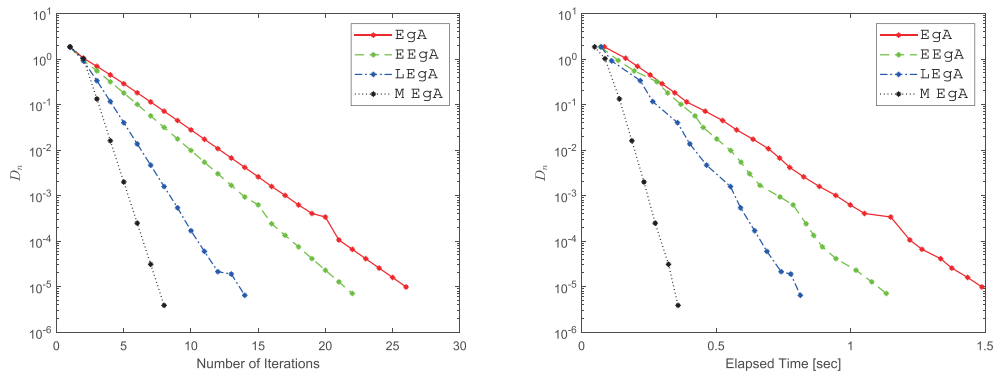 10^1
10^0
10^-1
10^-2
10^-3
10^-4
10^-5
10^-6
D_n
0 5 10 15 20 25 30
Number of Iterations
EgA
EEgA
LEgA
M EgA
10^1
10^0
10^-1
10^-2
10^-3
10^-4
10^-5
10^-6
D_n
0 0.5 1 1.5
Elapsed Time [sec]
EgA
EEgA
LEgA
M EgA